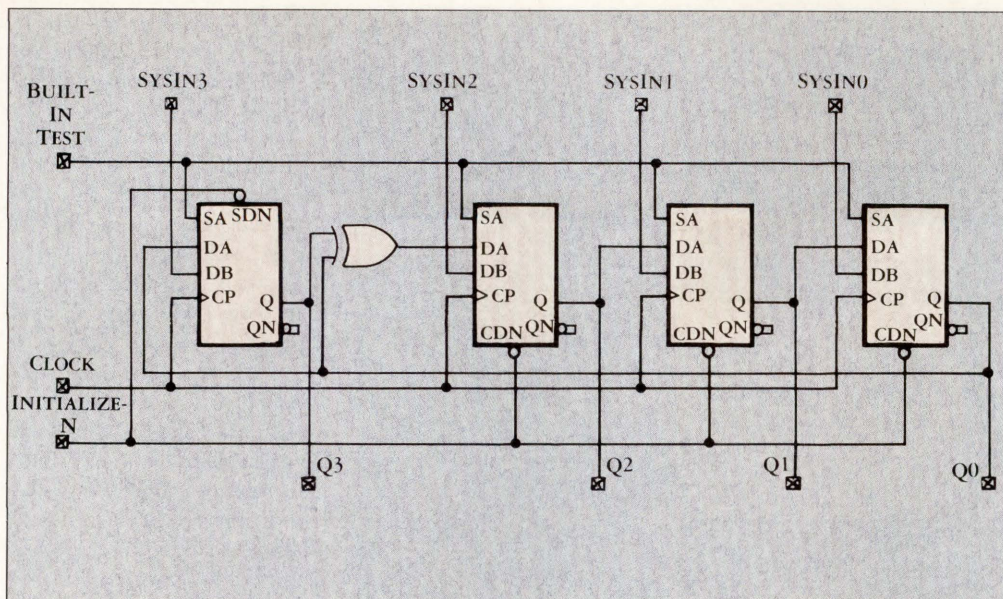 SYSIN3
SYSIN2
SYSIN1
SYSIN0
BUILT-
IN
TEST
SDN
SA
DA
DB
CP
Q
QN
SA
DA
DB
CP
Q
QN
CDN
SA
DA
DB
CP
Q
QN
CDN
SA
DA
DB
CP
Q
QN
CDN
CLOCK
INITIALIZE-
N
Q3
Q2
Q1
Q0